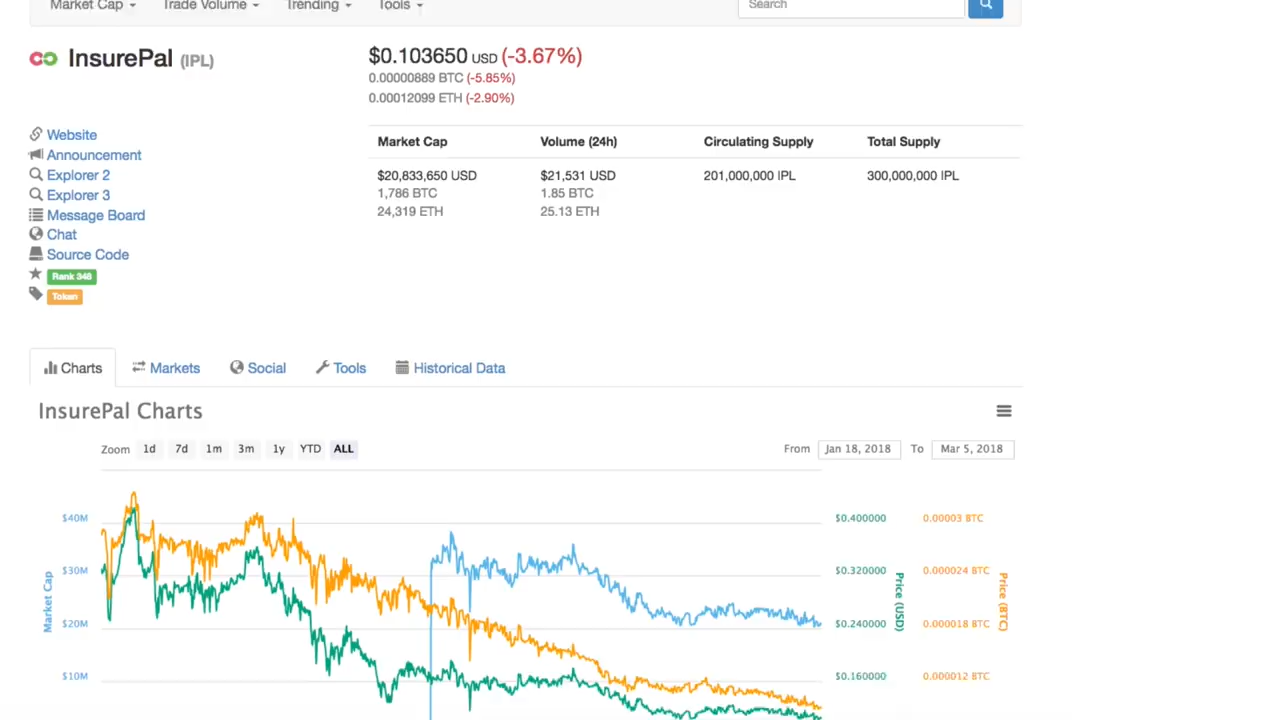 Market Cap Trade Volume Trending Tools Search
InsurePal (IPL)
$0.103650 USD (-3.67%)
0.00000889 BTC (-5.85%)
0.00012099 ETH (-2.90%)
Website
Announcement
Explorer 2
Explorer 3
Message Board
Chat
Source Code
Rank 348
Token
Market Cap Volume (24h) Circulating Supply Total Supply
$20,833,650 USD $21,531 USD 201,000,000 IPL 300,000,000 IPL
1,786 BTC 1.85 BTC
24,319 ETH 25.13 ETH
Charts Markets Social Tools Historical Data
InsurePal Charts
Zoom 1d 7d 1m 3m 1y YTD ALL From Jan 18, 2018 To Mar 5, 2018
$40M $0.400000 0.00003 BTC
$30M $0.320000 0.000024 BTC
$20M $0.240000 0.000018 BTC
$10M $0.160000 0.000012 BTC
Market Cap
Price (USD)
Price (BTC)